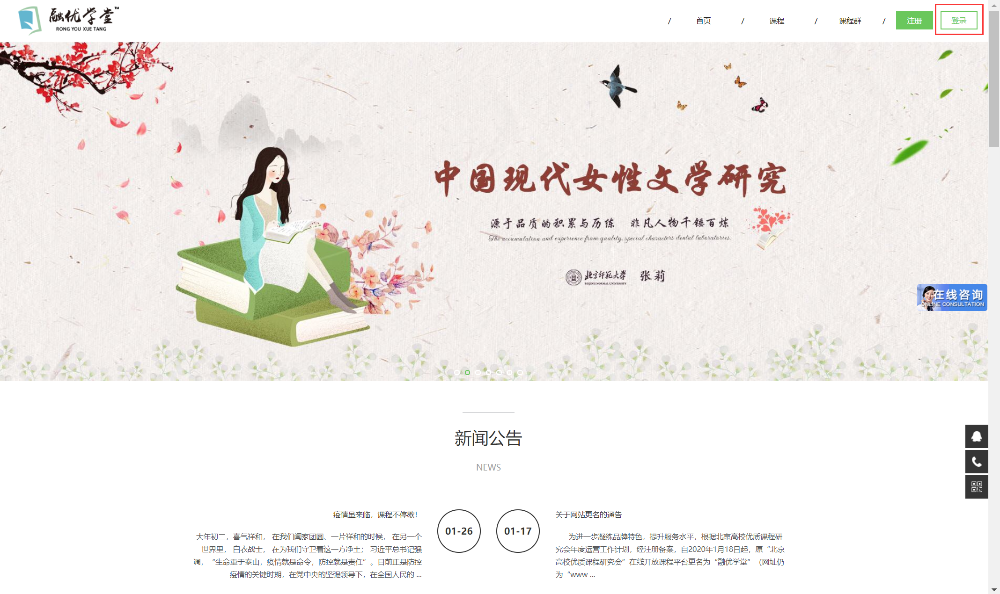 融优学堂™
RONG YOU XUE TANG
/ 首页 / 课程 / 课程群 / 注册 登录
中国现代女性文学研究
源于品质的积累与历练 非凡人物千锤百炼
The accumulation and experience from quality, special characters dental laboratories.
北京师范大学 张莉
BEIJING NORMAL UNIVERSITY
在线咨询
ONLINE CONSULTATION
新闻公告
NEWS
疫情虽来临，课程不停歇！
大年初二，喜气祥和， 在我们阖家团圆、一片祥和的时候， 在另一个
世界里， 白衣战士， 在为我们守卫着这一方净土； 习近平总书记强
调， “生命重于泰山，疫情就是命令，防控就是责任”。目前正是防控
疫情的关键时期，在党中央的坚强领导下，在全国人民的 ...
01-26
01-17
关于网站更名的通告
为进一步凝练品牌特色，提升服务水平，根据北京高校优质课程研
究会年度运营工作计划，经注册备案，自2020年1月18日起，原“北京
高校优质课程研究会”在线开放课程平台更名为“融优学堂”（网址仍
为“www ...